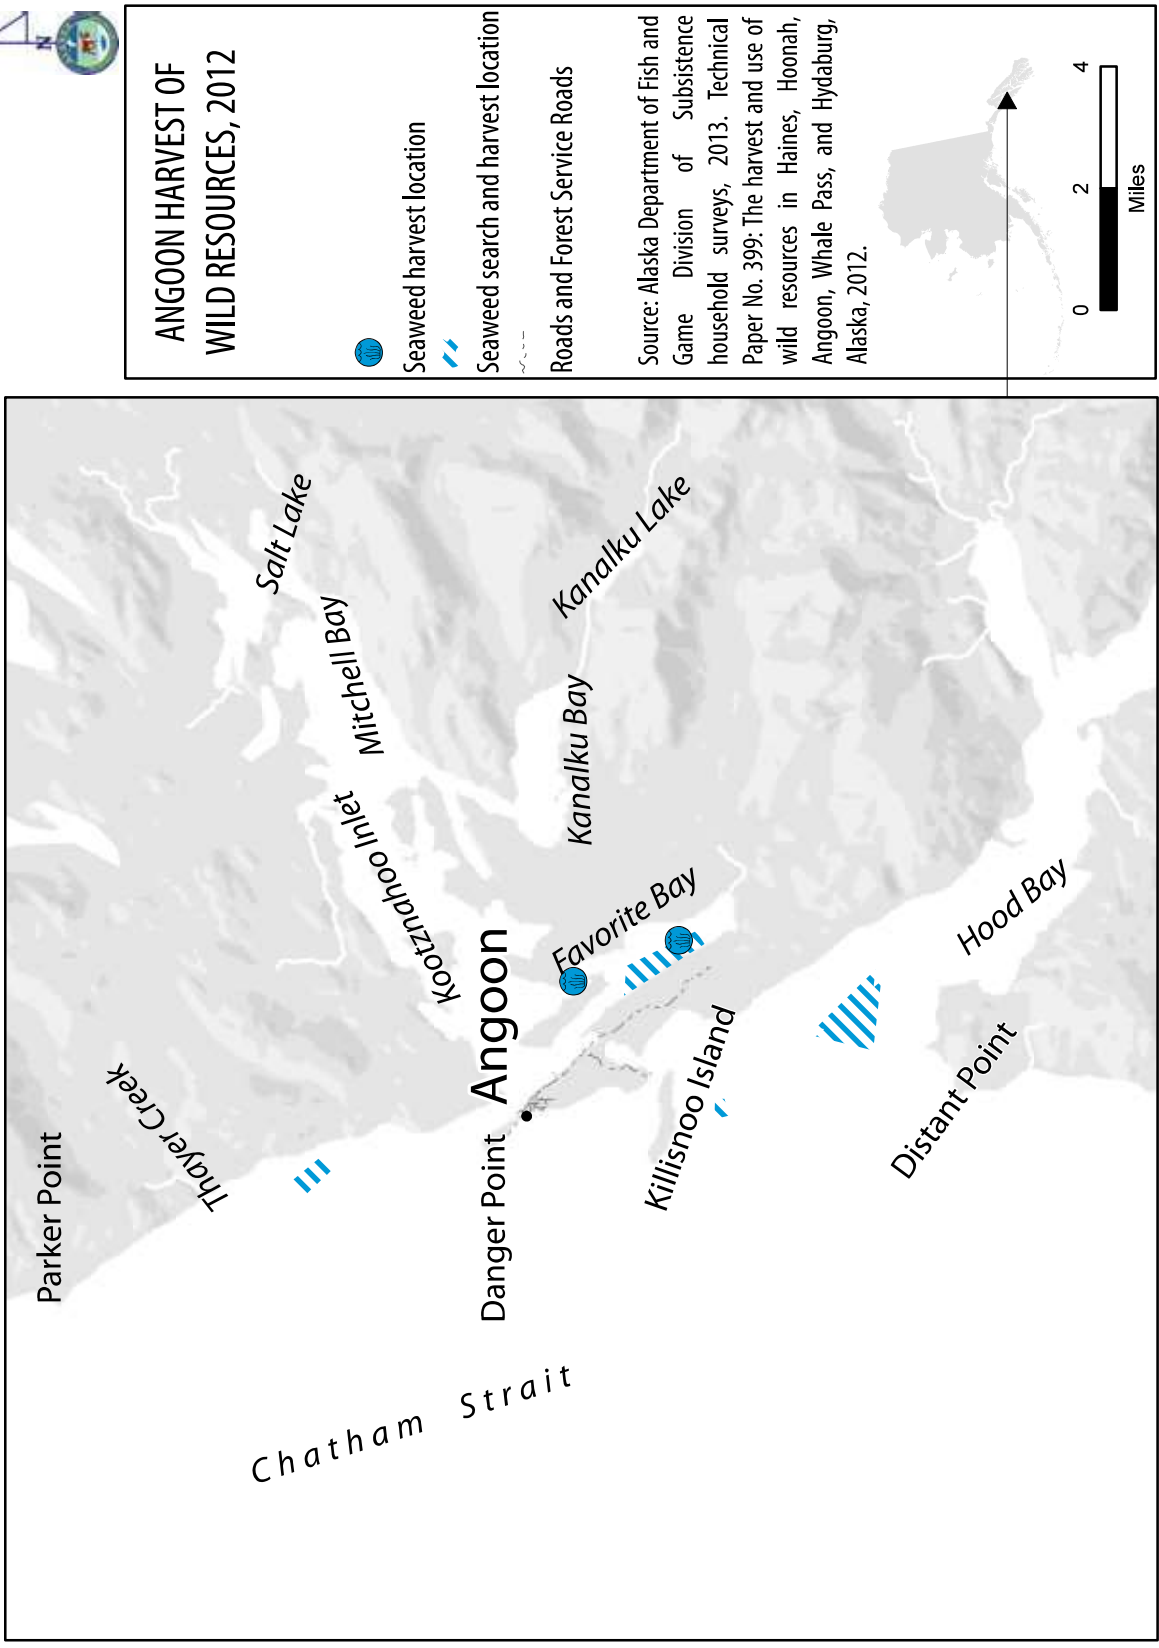 N
ANGOON HARVEST OF
WILD RESOURCES, 2012
Seaweed harvest location
Seaweed search and harvest location
Roads and Forest Service Roads
Source: Alaska Department of Fish and
Game Division of Subsistence
household surveys, 2013. Technical
Paper No. 399: The harvest and use of
wild resources in Haines, Hoonah,
Angoon, Whale Pass, and Hydaburg,
Alaska, 2012.
0 2 4
Miles
Parker Point
Thayer Creek
Salt Lake
Mitchell Bay
Kootznahoo Inlet
Kanalku Lake
Kanalku Bay
Angoon
Danger Point
Favorite Bay
Killisnoo Island
Hood Bay
Distant Point
Chatham Strait